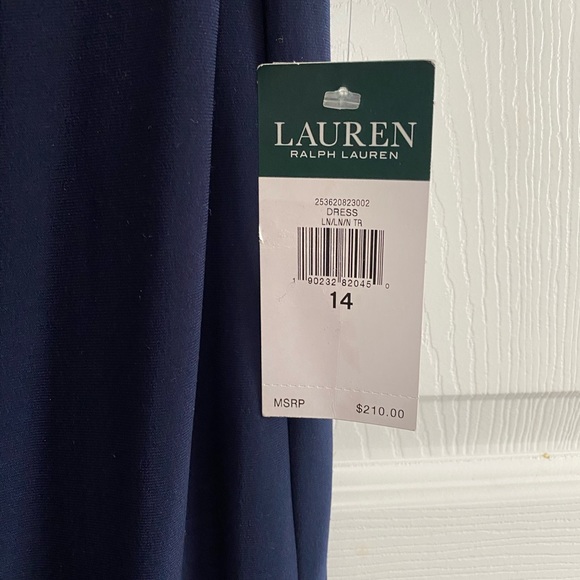 LAUREN
RALPH LAUREN
253620823002
DRESS
LN/LN/N TR
1 90232 82045 0
14
MSRP $210.00